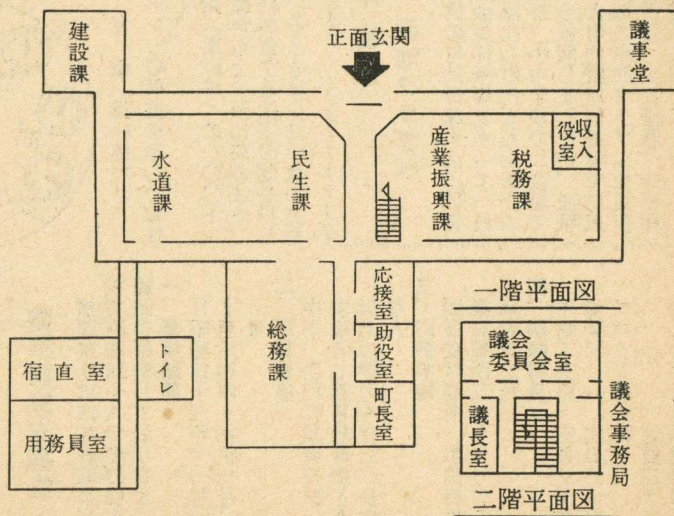 建設課
正面玄関
議事堂
水道課
民生課
産業振興課
税務課
収入
役室
総務課
応接室
助役室
町長室
トイレ
宿直室
用務員室
一階平面図
議会
委員会室
議長室
議会事務局
二階平面図